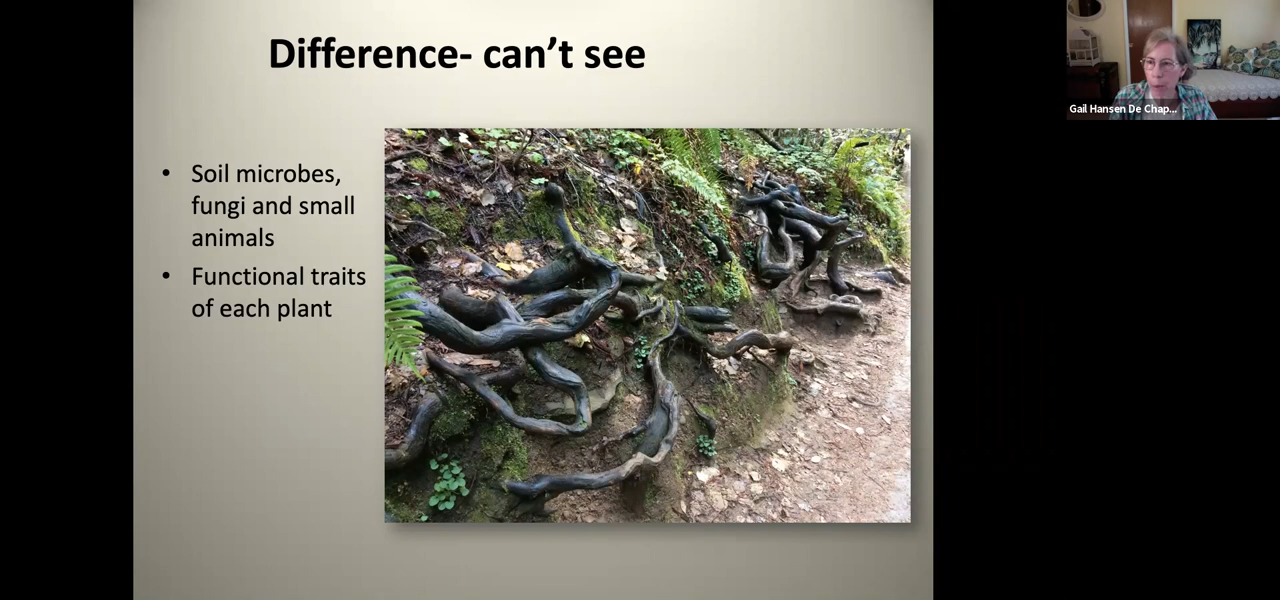 Difference- can’t see
Gail Hansen De Chap...
• Soil microbes,
fungi and small
animals
• Functional traits
of each plant